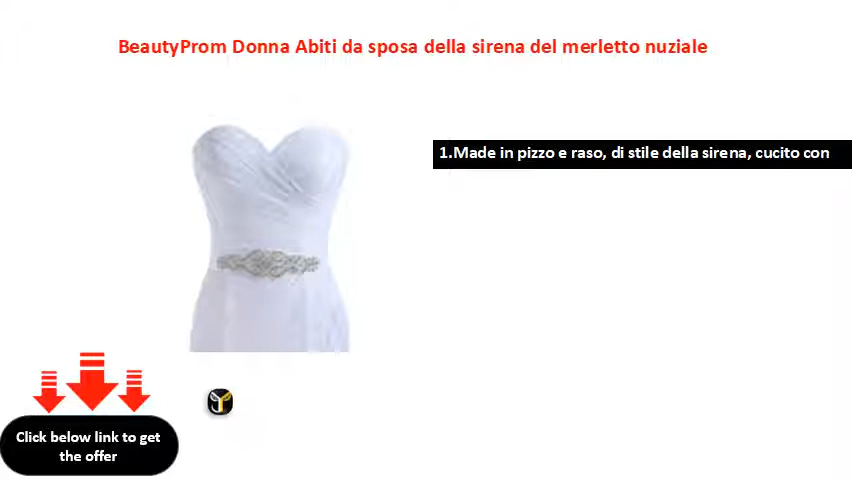 BeautyProm Donna Abiti da sposa della sirena del merletto nuziale
1.Made in pizzo e raso, di stile della sirena, cucito con
Click below link to get
the offer